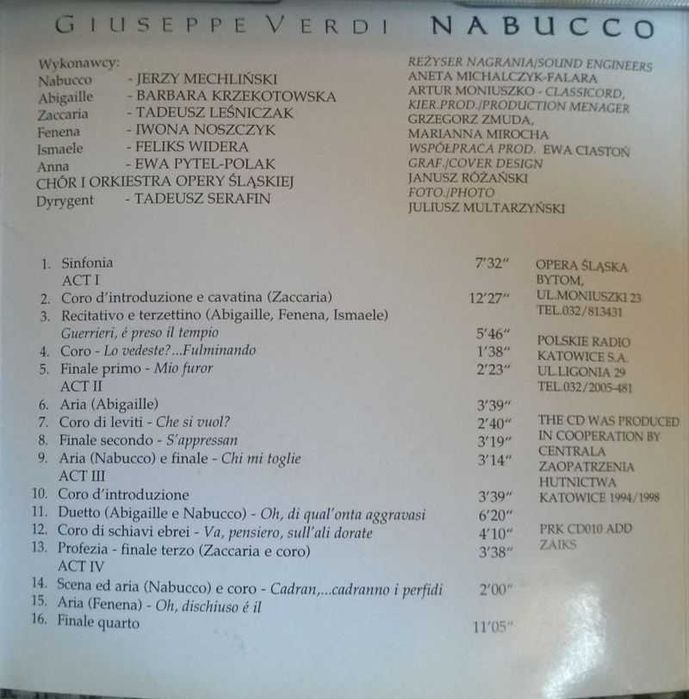 GIUSEPPE VERDI NABUCCO
Wykonawcy:
Nabucco - JERZY MECHLIŃSKI
Abigaille - BARBARA KRZEKOTOWSKA
Zaccaria - TADEUSZ LEŚNICZAK
Fenena - IWONA NOSZCZYK
Ismaele - FELIKS WIDERA
Anna - EWA PYTEL-POLAK
CHÓR I ORKIESTRA OPERY ŚLĄSKIEJ
Dyrygent - TADEUSZ SERAFIN
REŻYSER NAGRANIA/SOUND ENGINEERS
ANETA MICHALCZYK-FALARA
ARTUR MONIUSZKO - CLASSICORD,
KIER.PROD./PRODUCTION MENAGER
GRZEGORZ ZMUDA,
MARIANNA MIROCHA
WSPÓŁPRACA PROD. EWA CIASTOŃ
GRAF./COVER DESIGN
JANUSZ RÓŻAŃSKI
FOTO./PHOTO
JULIUSZ MULTARZYŃSKI
1. Sinfonia 7'32"
ACT I
2. Coro d'introduzione e cavatina (Zaccaria) 12'27"
3. Recitativo e terzettino (Abigaille, Fenena, Ismaele)
Guerrieri, é preso il tempio 5'46"
4. Coro - Lo vedeste?...Fulminando 1'38"
5. Finale primo - Mio furor 2'23"
ACT II
6. Aria (Abigaille) 3'39"
7. Coro di leviti - Che si vuol? 2'40"
8. Finale secondo - S'appressan 3'19"
9. Aria (Nabucco) e finale - Chi mi toglie 3'14"
ACT III
10. Coro d'introduzione 3'39"
11. Duetto (Abigaille e Nabucco) - Oh, di qual'onta aggravasi 6'20"
12. Coro di schiavi ebrei - Va, pensiero, sull'ali dorate 4'10"
13. Profezia - finale terzo (Zaccaria e coro) 3'38"
ACT IV
14. Scena ed aria (Nabucco) e coro - Cadran,...cadranno i perfidi 2'00"
15. Aria (Fenena) - Oh, dischiuso é il
16. Finale quarto 11'05"
OPERA ŚLĄSKA
BYTOM,
UL.MONIUSZKI 23
TEL.032/813431
POLSKIE RADIO
KATOWICE S.A.
UL.LIGONIA 29
TEL.032/2005-481
THE CD WAS PRODUCED
IN COOPERATION BY
CENTRALA
ZAOPATRZENIA
HUTNICTWA
KATOWICE 1994/1998
PRK CD010 ADD
ZAIKS